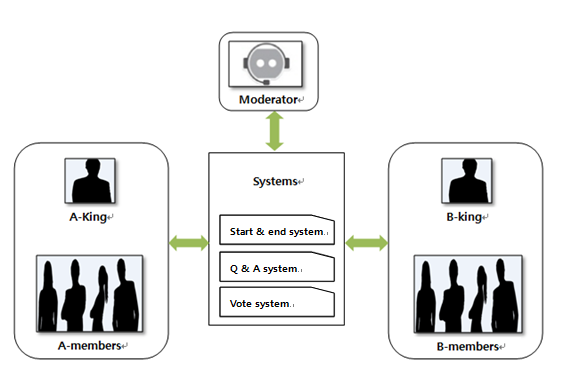 Moderator
Systems
A-King
B-king
Start & end system.
Q & A system.
Vote system.
A-members
B-members